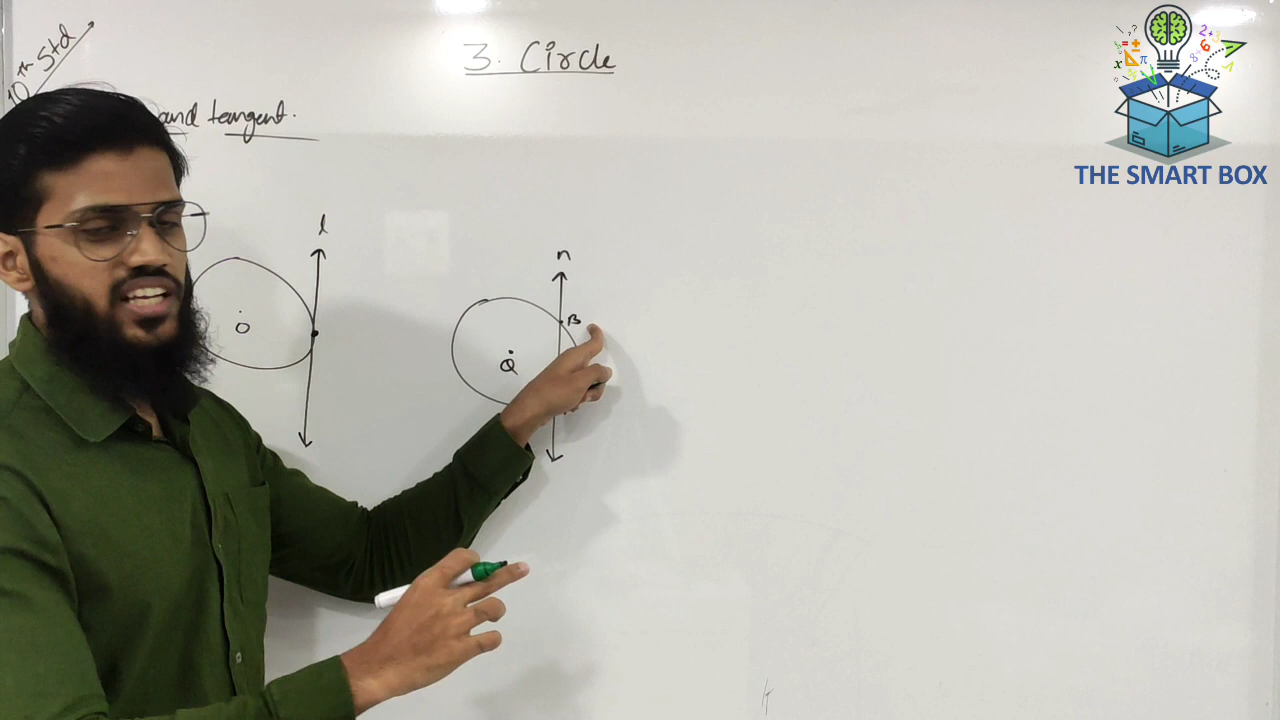 10th Std
3. Circle
and tangent.
l
O
n
B
Q
THE SMART BOX